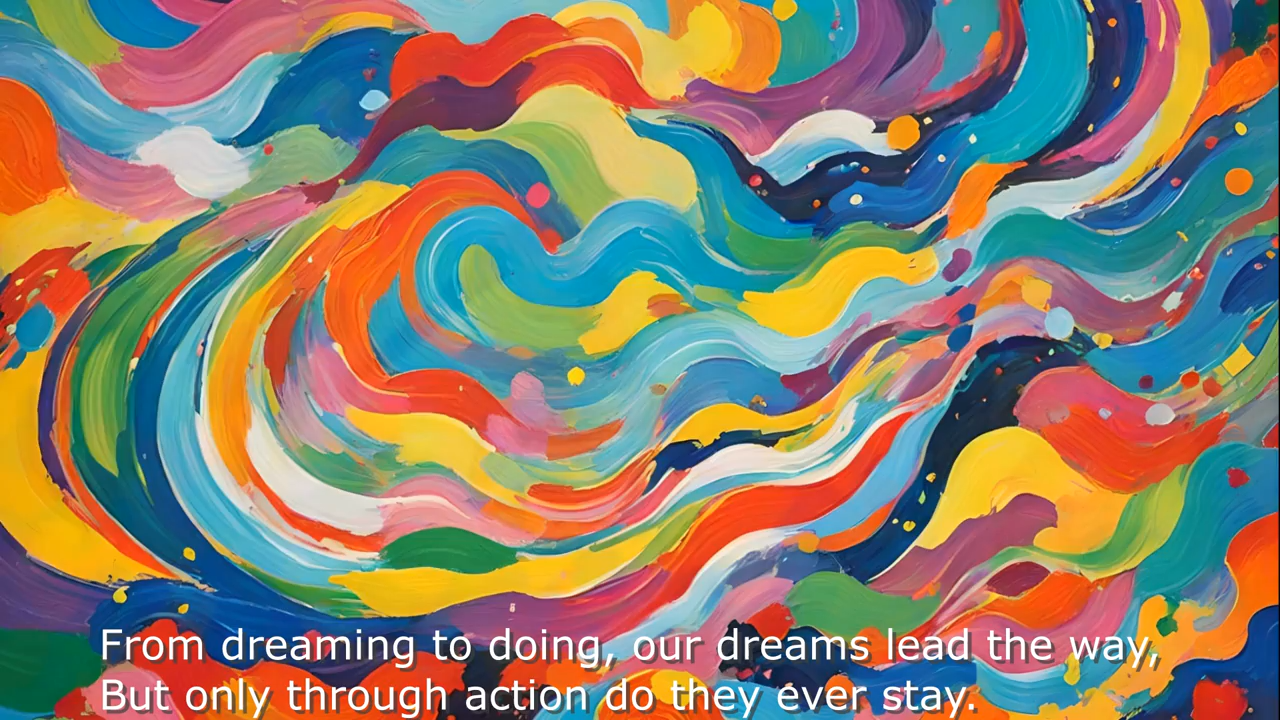 From dreaming to doing, our dreams lead the way,
But only through action do they ever stay.